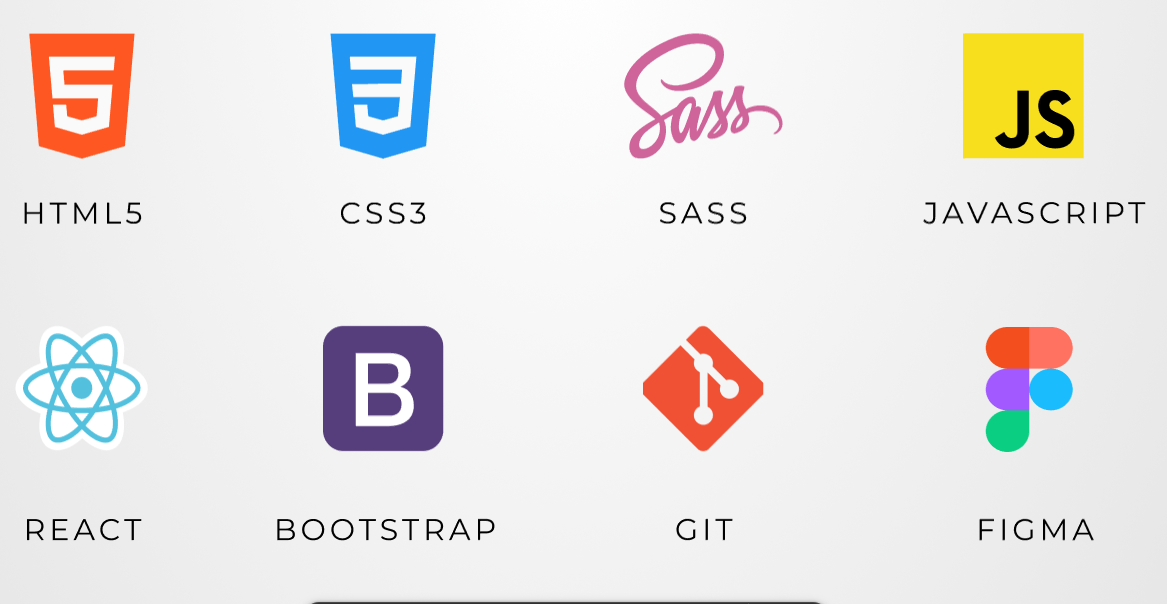 5
3
Sass
JS
HTML5
CSS3
SASS
JAVASCRIPT
B
REACT
BOOTSTRAP
GIT
FIGMA